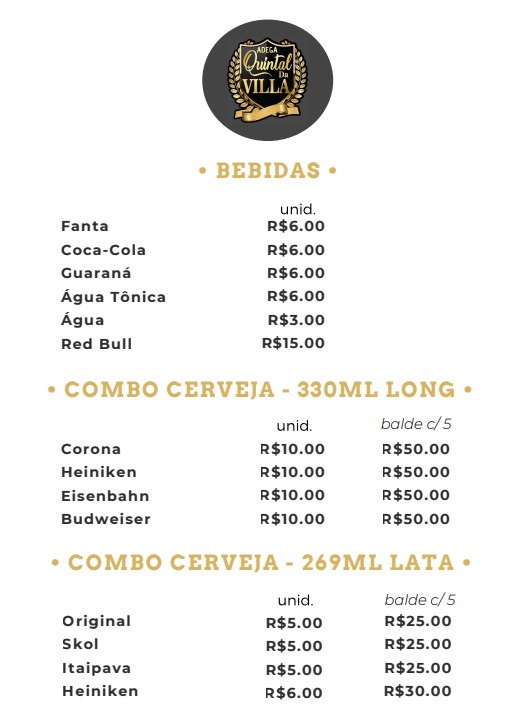 ADEGA
Quintal
Da
VILLA
• BEBIDAS •
unid.
Fanta R$6.00
Coca-Cola R$6.00
Guaraná R$6.00
Água Tônica R$6.00
Água R$3.00
Red Bull R$15.00
• COMBO CERVEJA - 330ML LONG •
unid. balde c/ 5
Corona R$10.00 R$50.00
Heiniken R$10.00 R$50.00
Eisenbahn R$10.00 R$50.00
Budweiser R$10.00 R$50.00
• COMBO CERVEJA - 269ML LATA •
unid. balde c/ 5
Original R$5.00 R$25.00
Skol R$5.00 R$25.00
Itaipava R$5.00 R$25.00
Heiniken R$6.00 R$30.00